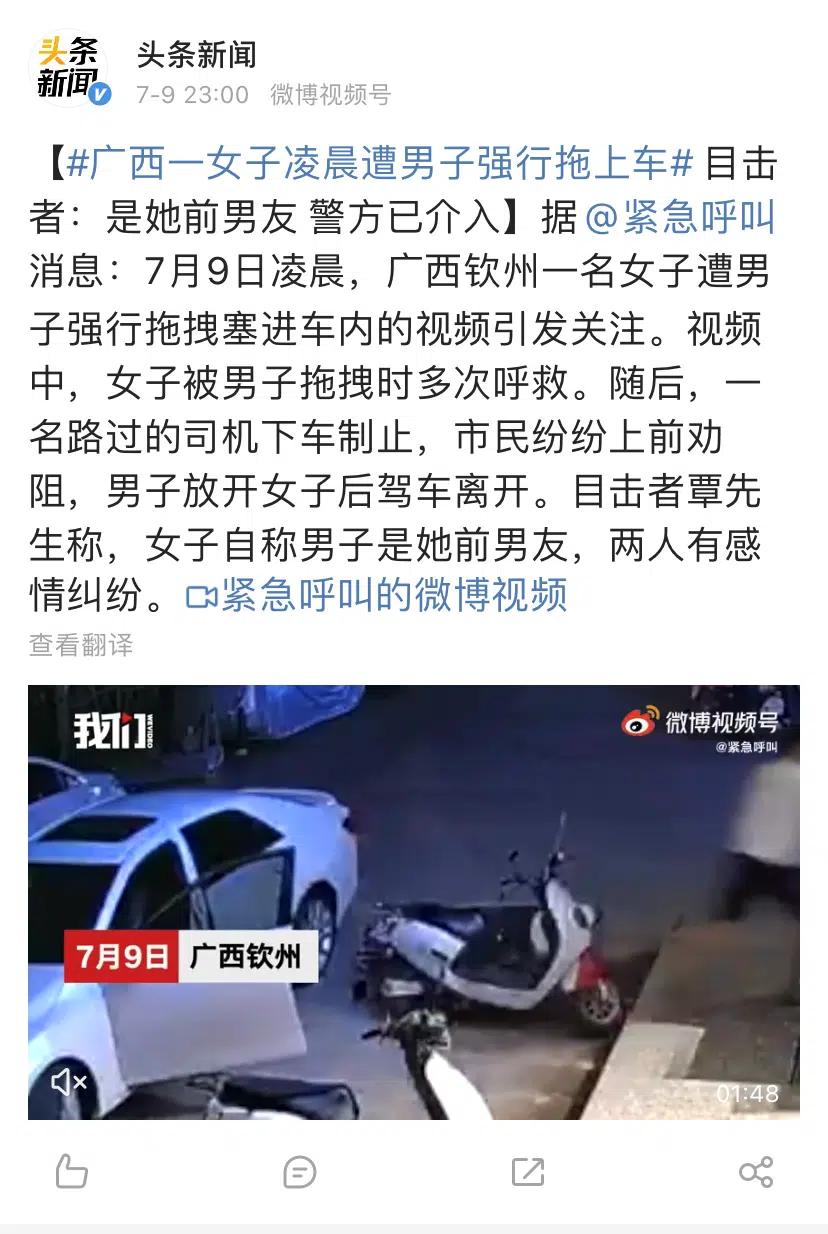 头条
新闻
头条新闻
7-9 23:00 微博视频号
【#广西一女子凌晨遭男子强行拖上车# 目击
者：是她前男友 警方已介入】据 @紧急呼叫
消息：7月9日凌晨，广西钦州一名女子遭男
子强行拖拽塞进车内的视频引发关注。视频
中，女子被男子拖拽时多次呼救。随后，一
名路过的司机下车制止，市民纷纷上前劝
阻，男子放开女子后驾车离开。目击者覃先
生称，女子自称男子是她前男友，两人有感
情纠纷。紧急呼叫的微博视频
查看翻译
我们 WEVIDEO
微博视频号
@紧急呼叫
7月9日 广西钦州
01:48